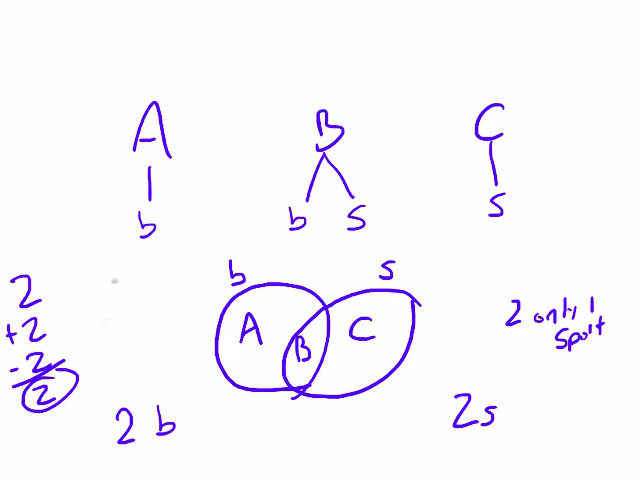 A B C
b b s s
b s
A B C
2
+2
-2
2
2 only 1
sport
2 b
2s